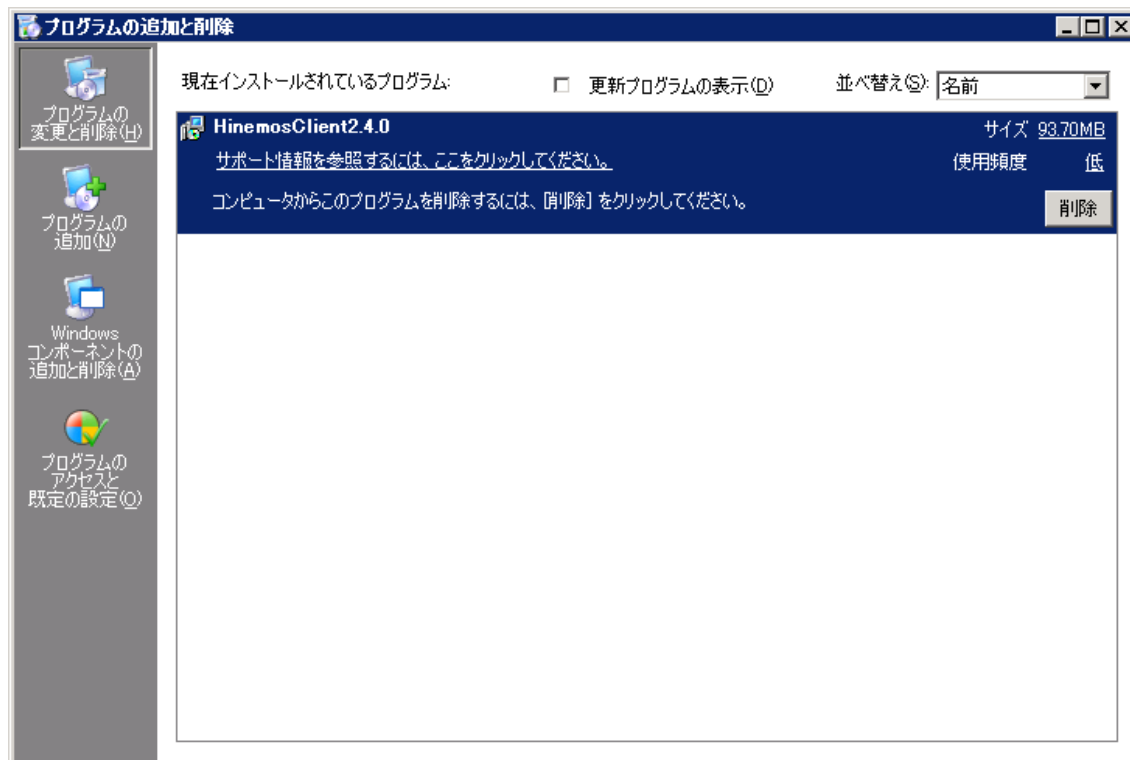 プログラムの追加と削除
プログラムの
変更と削除(H)
プログラムの
追加(N)
Windows
コンポーネントの
追加と削除(A)
プログラムの
アクセスと
既定の設定(O)
現在インストールされているプログラム:
更新プログラムの表示(D)
並べ替え(S):
名前
HinemosClient2.4.0
サイズ 93.70MB
サポート情報を参照するには、ここをクリックしてください。
使用頻度 低
コンピュータからこのプログラムを削除するには、[削除] をクリックしてください。
削除